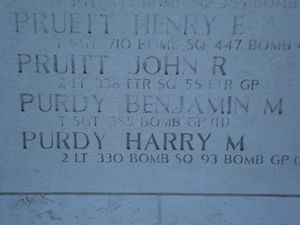 PRUETT HENRY E
T SGT 710 BOMB SQ 447 BOMB
PRUITT JOHN R
2 LT 338 FTR SQ 55 FTR GP
PURDY BENJAMIN M
T SGT 385 BOMB GP (H)
PURDY HARRY M
2 LT 330 BOMB SQ 93 BOMB GP (